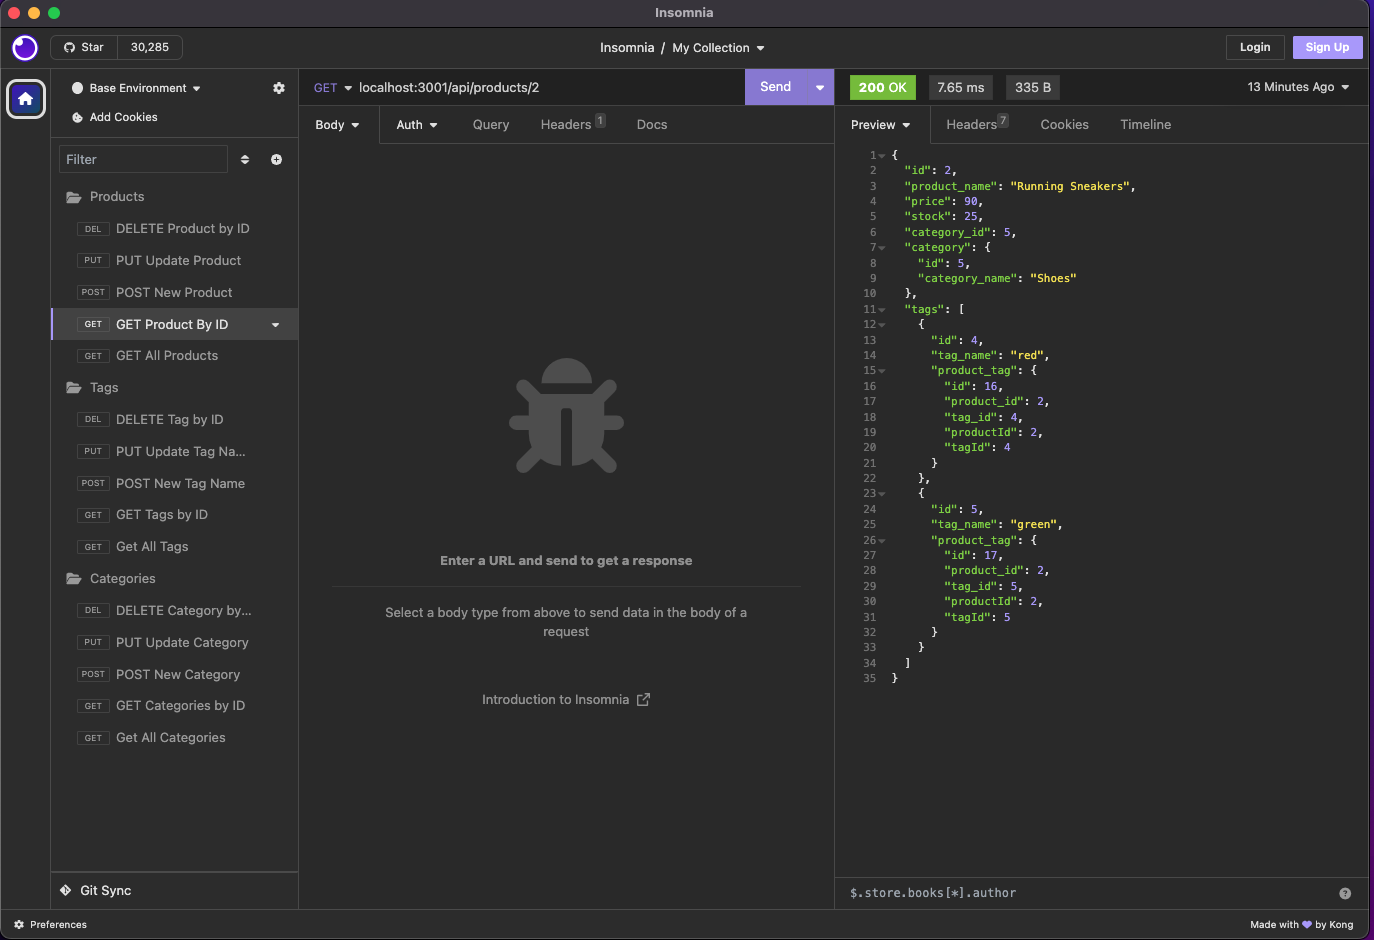 Insomnia
Star 30,285
Insomnia / My Collection
Login Sign Up
Base Environment
Add Cookies
Filter
Products
DEL DELETE Product by ID
PUT PUT Update Product
POST POST New Product
GET GET Product By ID
GET GET All Products
Tags
DEL DELETE Tag by ID
PUT PUT Update Tag Na...
POST POST New Tag Name
GET GET Tags by ID
GET Get All Tags
Categories
DEL DELETE Category by...
PUT PUT Update Category
POST POST New Category
GET GET Categories by ID
GET Get All Categories
Git Sync
Preferences
GET localhost:3001/api/products/2 Send
Body Auth Query Headers 1 Docs
Enter a URL and send to get a response
Select a body type from above to send data in the body of a
request
Introduction to Insomnia
200 OK 7.65 ms 335 B 13 Minutes Ago
Preview Headers 7 Cookies Timeline
1 {
2 "id": 2,
3 "product_name": "Running Sneakers",
4 "price": 90,
5 "stock": 25,
6 "category_id": 5,
7 "category": {
8 "id": 5,
9 "category_name": "Shoes"
10 },
11 "tags": [
12 {
13 "id": 4,
14 "tag_name": "red",
15 "product_tag": {
16 "id": 16,
17 "product_id": 2,
18 "tag_id": 4,
19 "productId": 2,
20 "tagId": 4
21 }
22 },
23 {
24 "id": 5,
25 "tag_name": "green",
26 "product_tag": {
27 "id": 17,
28 "product_id": 2,
29 "tag_id": 5,
30 "productId": 2,
31 "tagId": 5
32 }
33 }
34 ]
35 }
$.store.books[*].author
Made with by Kong